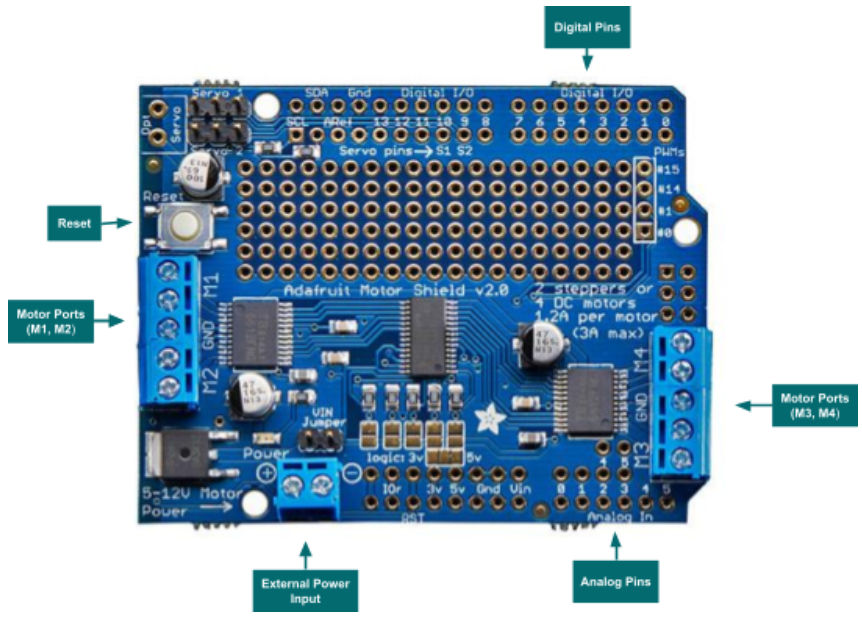 Digital Pins
Servo 1
SDA Gnd Digital I/O
Digital I/O
Opt
Servo
SCL ARef 13 12 11 10 9 8
7 6 5 4 3 2 1 0
Servo 2
Servo pins→ S1 S2
PWMs
#15
#14
#1
#0
Reset
Reset
Adafruit Motor Shield v2.0
2 steppers or
4 DC motors
1.2A per motor
(3A max)
Motor Ports
(M1, M2)
M1
GND
M2
M4
GND
M3
Motor Ports
(M3, M4)
VIN
Jumper
Power
logic: 3v 5v
+ −
5-12V Motor
Power →
IOr 3v 5v Gnd Vin
RST
4 5
0 1 2 3 4 5
Analog In
External Power
Input
Analog Pins